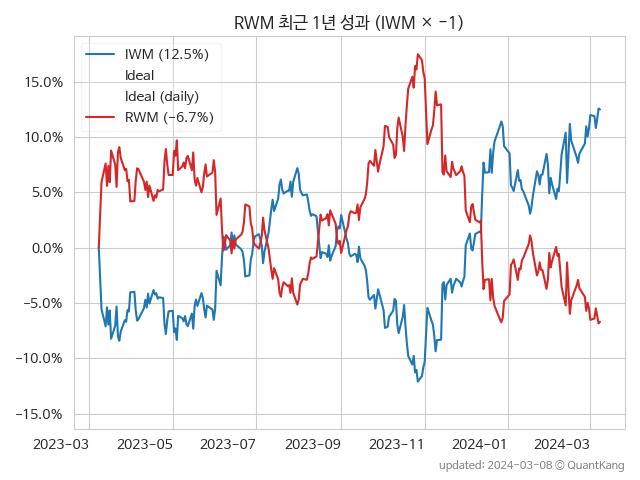 RWM 최근 1년 성과 (IWM × −1)
IWM (12.5%)
Ideal
Ideal (daily)
RWM (−6.7%)
15.0%
10.0%
5.0%
0.0%
−5.0%
−10.0%
−15.0%
2023-03 2023-05 2023-07 2023-09 2023-11 2024-01 2024-03
updated: 2024-03-08 © QuantKang